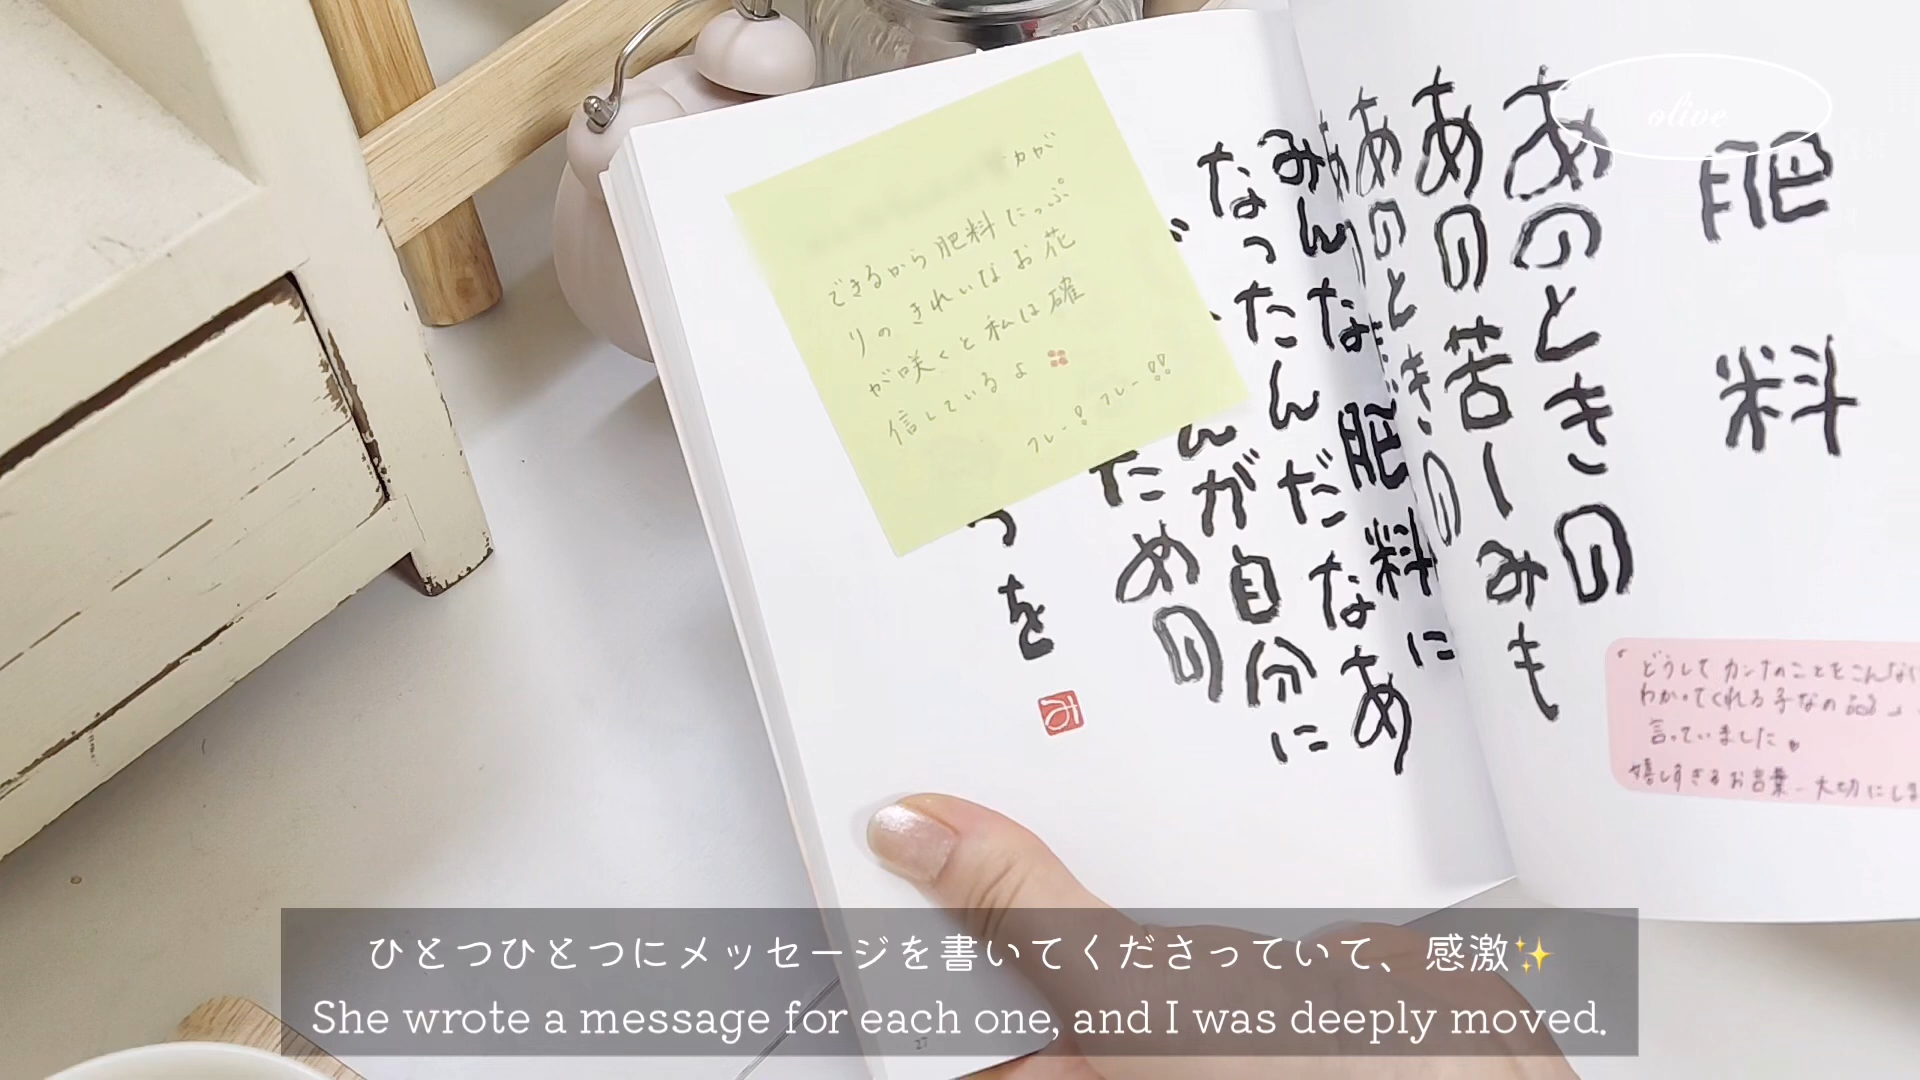 olive
肥料
あのときの
あの苦しみも
あのときの
みんな肥料に
なったんだなあ
んが自分に
ための
を
み
カがが
できるから肥料たっぷ
りのきれいなお花
が咲くと私は確
信しているよ
フレー!フレー!!
「どうしてカンナのことをこんなに
わかってくれる子なの
言っていました。
嬉しすぎるお言葉 大切にしま
ひとつひとつにメッセージを書いてくださっていて、感激✨
She wrote a message for each one, and I was deeply moved.
27